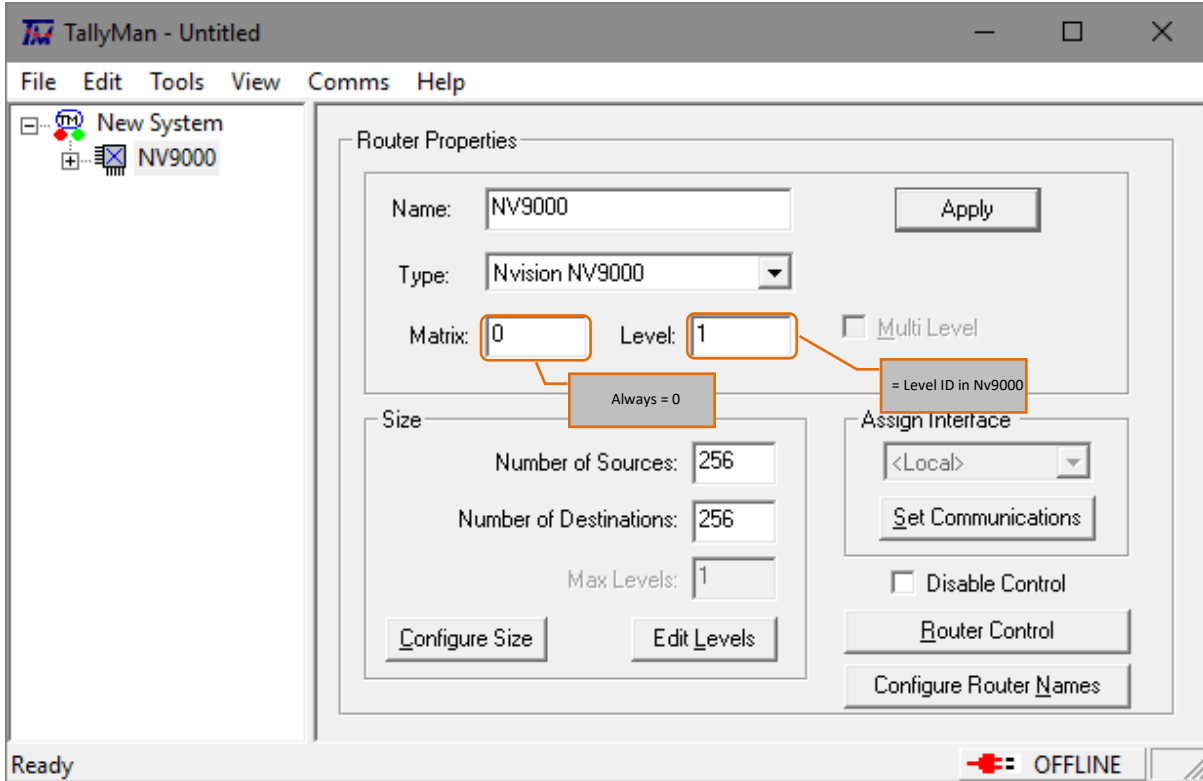 TallyMan - Untitled
File Edit Tools View Comms Help
New System
NV9000
Router Properties
Name: NV9000
Apply
Type: Nvision NV9000
Matrix: 0 Level: 1 Multi Level
Always = 0
= Level ID in Nv9000
Size
Number of Sources: 256
Number of Destinations: 256
Max Levels: 1
Configure Size Edit Levels
Assign Interface
<Local>
Set Communications
Disable Control
Router Control
Configure Router Names
Ready OFFLINE